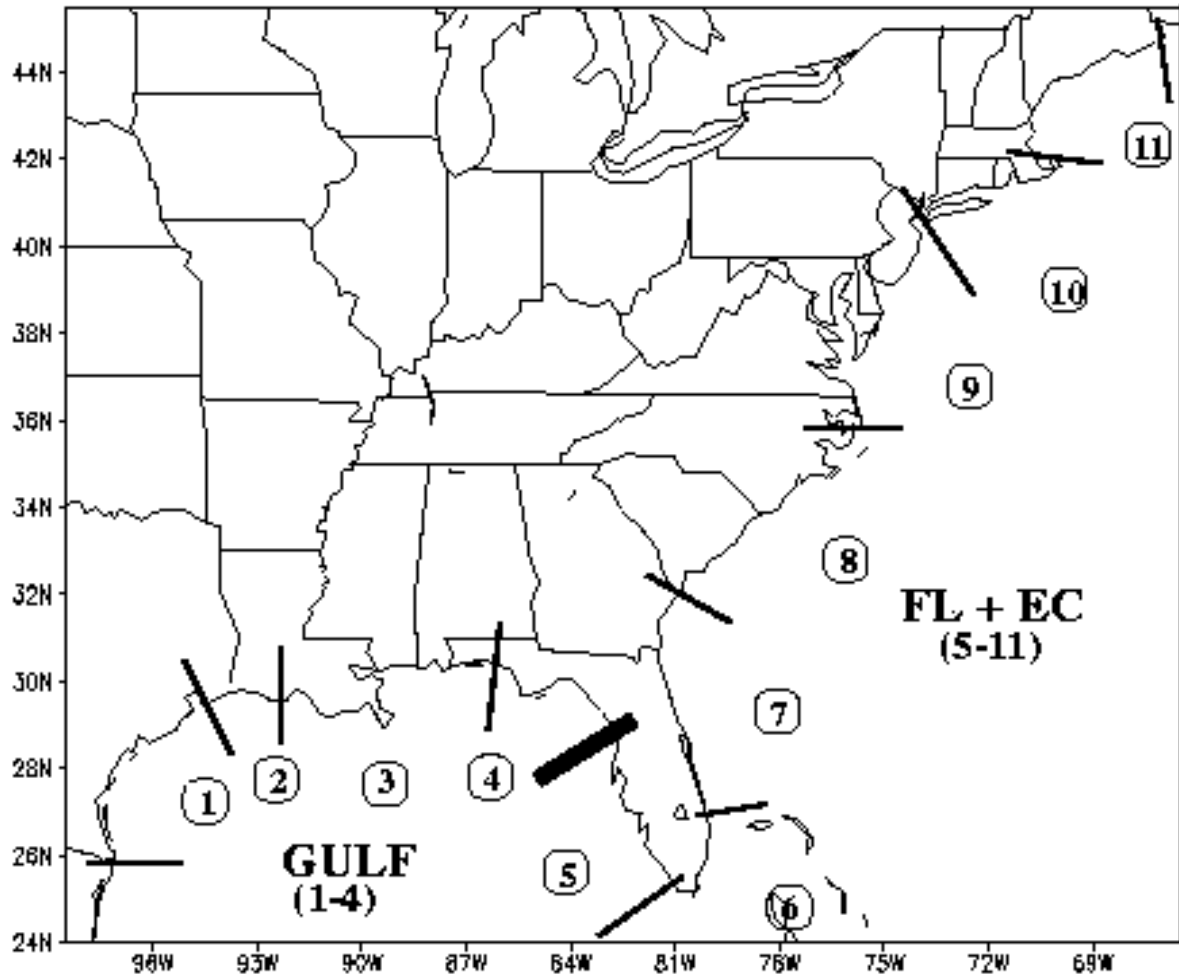 44N
11
42N
40N
10
38N
9
36N
34N
8
32N
FL + EC
(5-11)
30N
7
28N
1
2
3
4
GULF
(1-4)
26N
5
6
24N
96W 93W 90W 87W 84W 81W 78W 75W 72W 69W